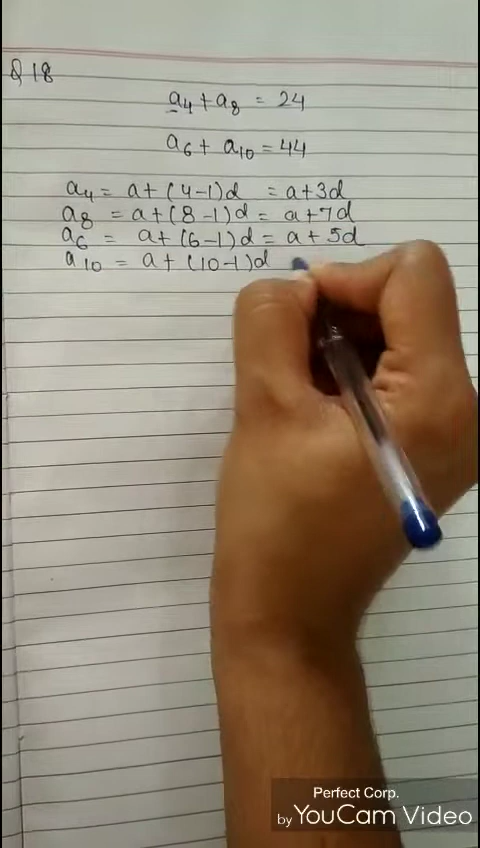 Q 18
a4 + a8 = 24
a6 + a10 = 44
a4 = a + (4-1)d = a+3d
a8 = a + (8-1)d = a+7d
a6 = a + (6-1)d = a + 5d
a10 = a + (10-1)d
Perfect Corp.
by YouCam Video